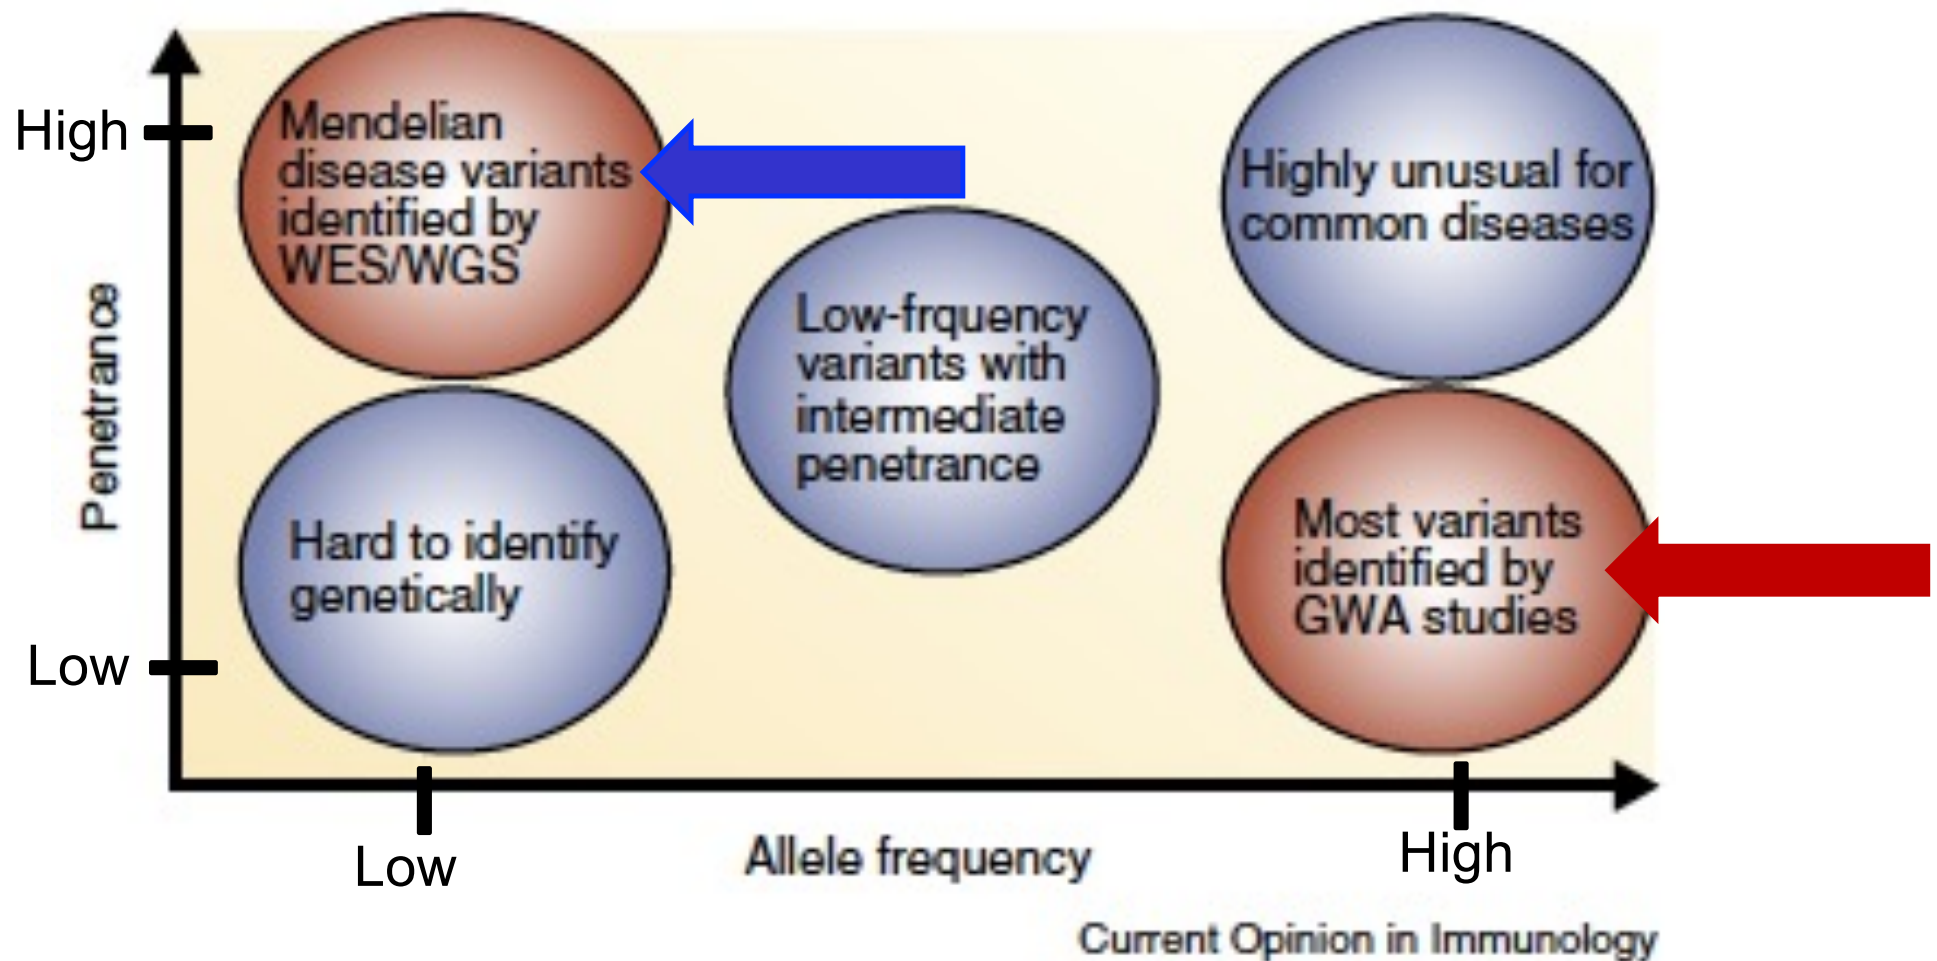 High
Mendelian
disease variants
identified by
WES/WGS
Highly unusual for
common diseases
Penetrance
Low-frquency
variants with
intermediate
penetrance
Hard to identify
genetically
Most variants
identified by
GWA studies
Low
Low
Allele frequency
High
Current Opinion in Immunology